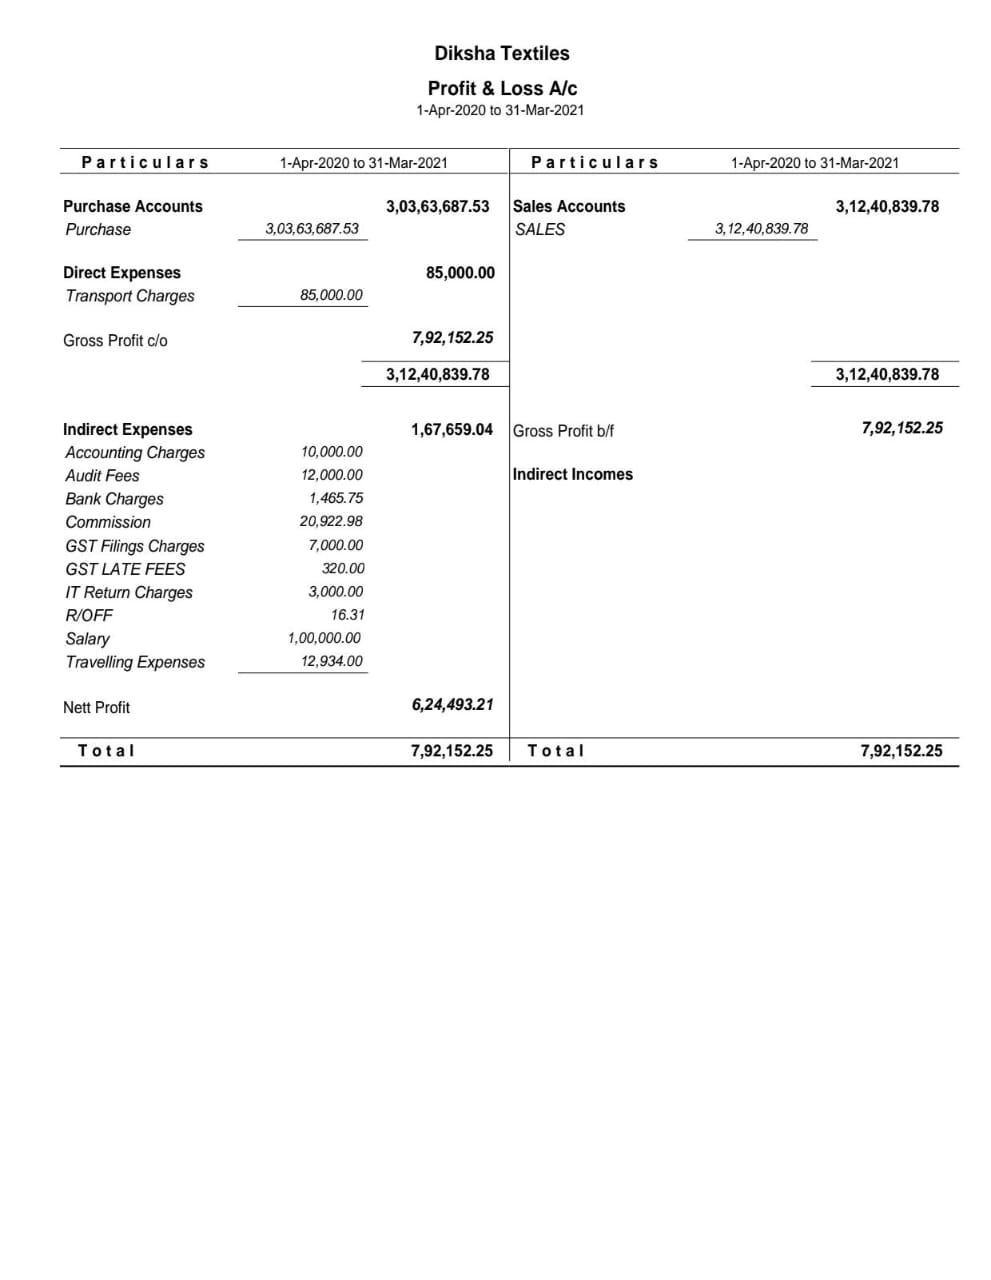 Diksha Textiles
Profit & Loss A/c
1-Apr-2020 to 31-Mar-2021
Particulars 1-Apr-2020 to 31-Mar-2021 Particulars 1-Apr-2020 to 31-Mar-2021
Purchase Accounts 3,03,63,687.53 Sales Accounts 3,12,40,839.78
Purchase 3,03,63,687.53 SALES 3,12,40,839.78
Direct Expenses 85,000.00
Transport Charges 85,000.00
Gross Profit c/o 7,92,152.25
3,12,40,839.78 3,12,40,839.78
Indirect Expenses 1,67,659.04 Gross Profit b/f 7,92,152.25
Accounting Charges 10,000.00
Audit Fees 12,000.00 Indirect Incomes
Bank Charges 1,465.75
Commission 20,922.98
GST Filings Charges 7,000.00
GST LATE FEES 320.00
IT Return Charges 3,000.00
R/OFF 16.31
Salary 1,00,000.00
Travelling Expenses 12,934.00
Nett Profit 6,24,493.21
Total 7,92,152.25 Total 7,92,152.25